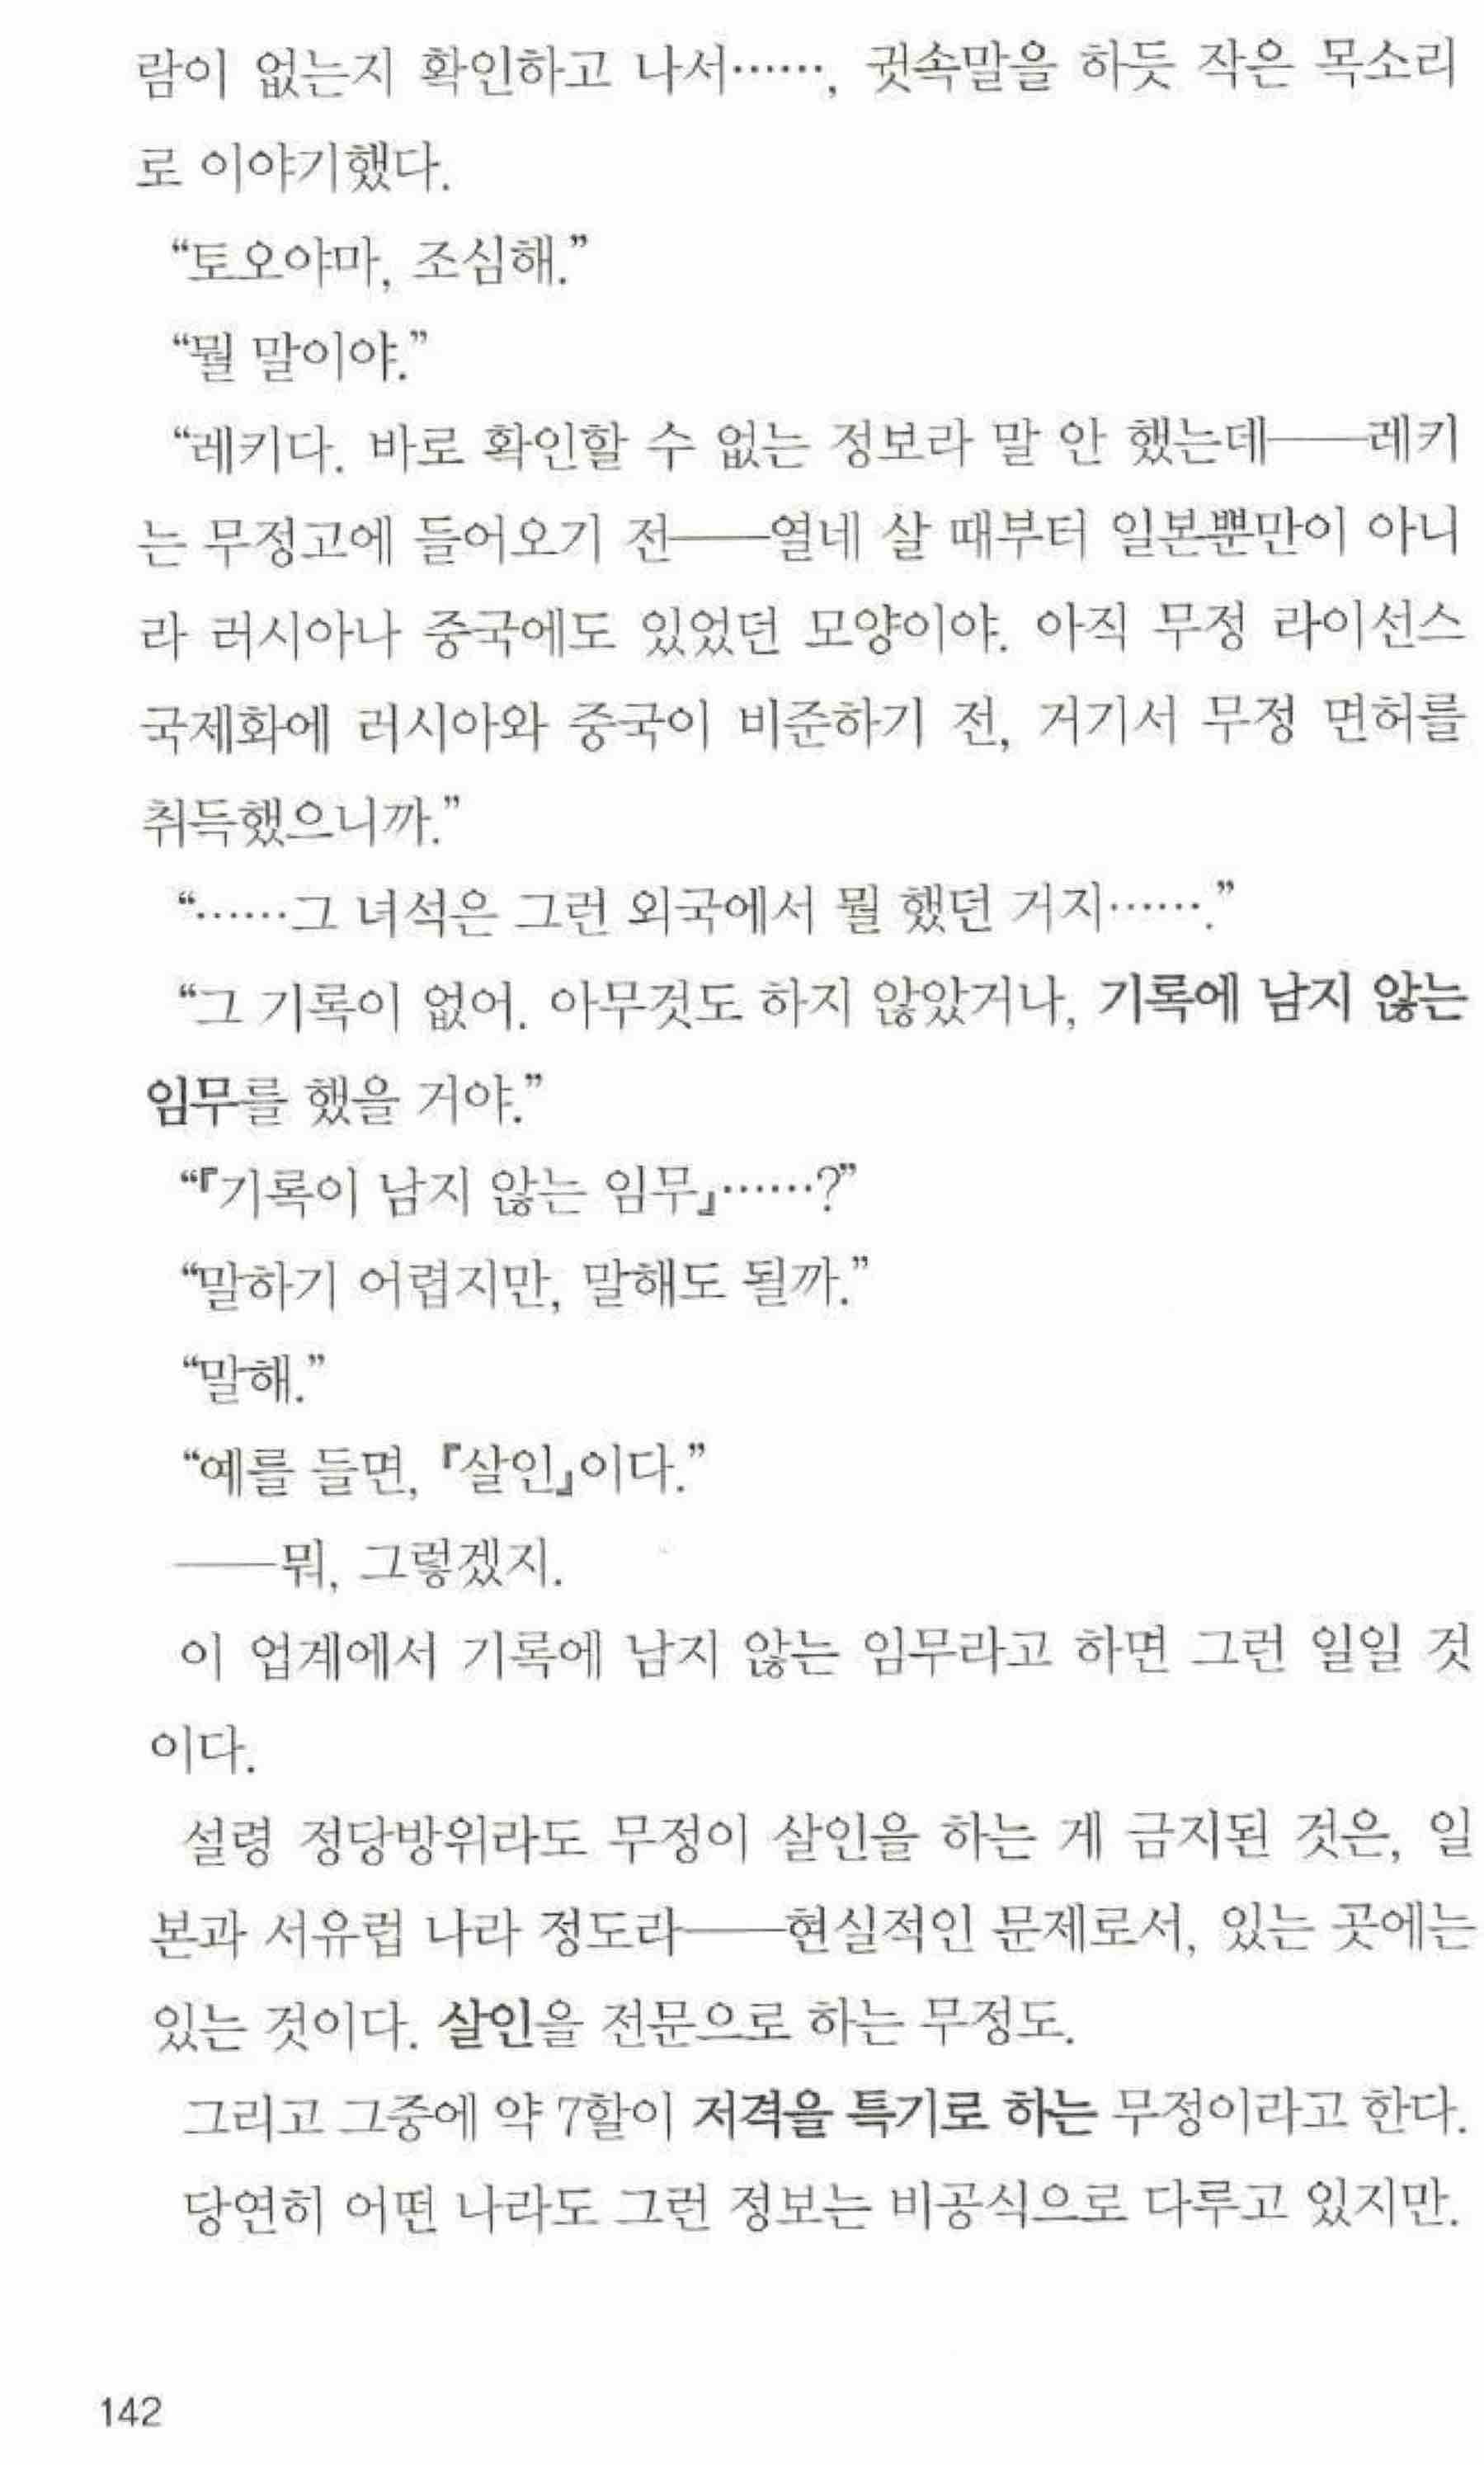 람이 없는지 확인하고 나서……, 귓속말을 하듯 작은 목소리
로 이야기했다.
“토오야마, 조심해.”
“뭘 말이야.”
“레키다. 바로 확인할 수 없는 정보라 말 안 했는데──레키
는 무정고에 들어오기 전──열네 살 때부터 일본뿐만이 아니
라 러시아나 중국에도 있었던 모양이야. 아직 무정 라이선스
국제화에 러시아와 중국이 비준하기 전, 거기서 무정 면허를
취득했으니까.”
“……그 녀석은 그런 외국에서 뭘 했던 거지…….”
“그 기록이 없어. 아무것도 하지 않았거나, 기록에 남지 않는
임무를 했을 거야.”
“『기록이 남지 않는 임무』……?”
“말하기 어렵지만, 말해도 될까.”
“말해.”
“예를 들면, 『살인』이다.”
──뭐, 그렇겠지.
이 업계에서 기록에 남지 않는 임무라고 하면 그런 일일 것
이다.
설령 정당방위라도 무정이 살인을 하는 게 금지된 것은, 일
본과 서유럽 나라 정도라──현실적인 문제로서, 있는 곳에는
있는 것이다. 살인을 전문으로 하는 무정도.
그리고 그중에 약 7할이 저격을 특기로 하는 무정이라고 한다.
당연히 어떤 나라도 그런 정보는 비공식으로 다루고 있지만.
142